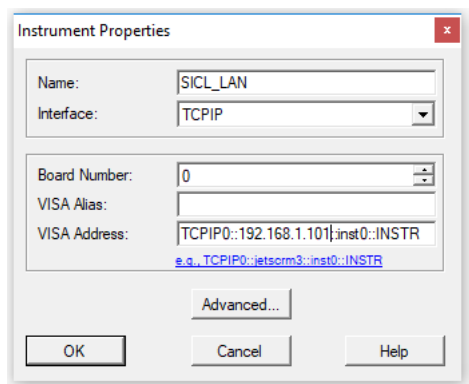 Instrument Properties
x
Name: SICL_LAN
Interface: TCPIP
Board Number: 0
VISA Alias:
VISA Address: TCPIP0::192.168.1.101::inst0::INSTR
e.g., TCPIP0::jetscrm3::inst0::INSTR
Advanced...
OK Cancel Help